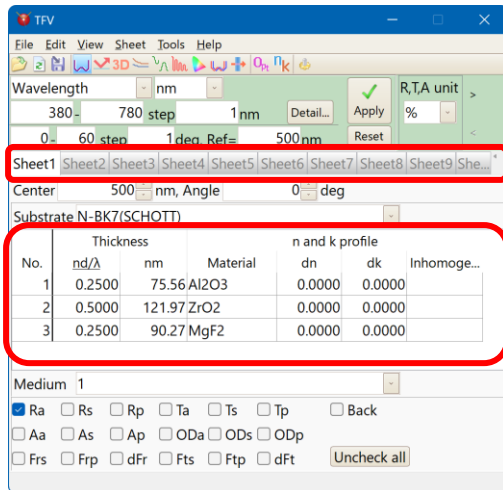 TFV
File Edit View Sheet Tools Help
3D Opt nk
Wavelength nm R,T,A unit >
380 - 780 step 1 nm Detail... Apply %
0 - 60 step 1 deg. Ref= 500 nm Reset <
Sheet1 Sheet2 Sheet3 Sheet4 Sheet5 Sheet6 Sheet7 Sheet8 Sheet9 She...
Center 500 nm, Angle 0 deg
Substrate N-BK7(SCHOTT)
Thickness n and k profile
No. nd/λ nm Material dn dk Inhomoge...
1 0.2500 75.56 Al2O3 0.0000 0.0000
2 0.5000 121.97 ZrO2 0.0000 0.0000
3 0.2500 90.27 MgF2 0.0000 0.0000
Medium 1
Ra Rs Rp Ta Ts Tp Back
Aa As Ap ODa ODs ODp
Frs Frp dFr Fts Ftp dFt Uncheck all